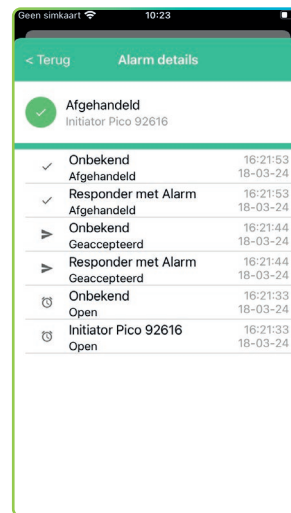 Geen simkaart 10:23
< Terug Alarm details
Afgehandeld
Initiator Pico 92616
Onbekend 16:21:53
Afgehandeld 18-03-24
Responder met Alarm 16:21:53
Afgehandeld 18-03-24
Onbekend 16:21:44
Geaccepteerd 18-03-24
Responder met Alarm 16:21:44
Geaccepteerd 18-03-24
Onbekend 16:21:33
Open 18-03-24
Initiator Pico 92616 16:21:33
Open 18-03-24